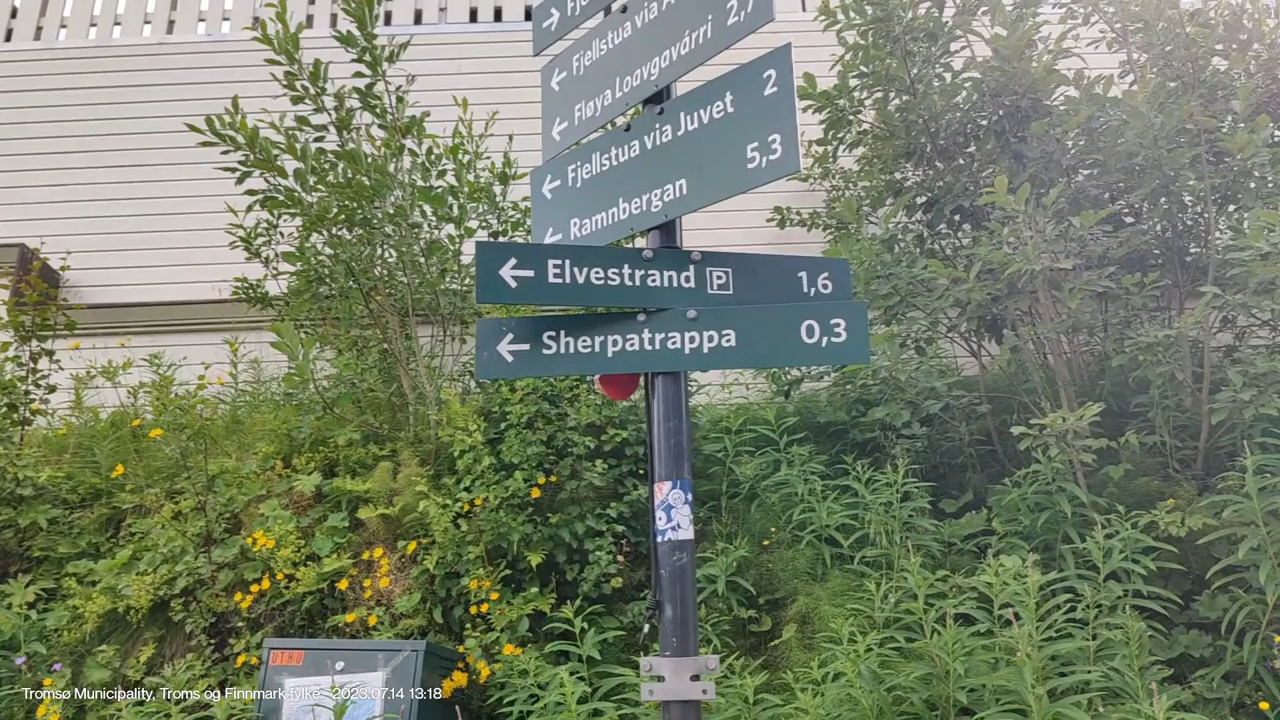 →
← Fjellstua via
← Fløya Loavgavárri 2,7
← Fjellstua via Juvet 2
← Ramnbergan 5,3
← Elvestrand P 1,6
← Sherpatrappa 0,3
UTHU
Tromsø Municipality, Troms og Finnmark fylke 2023.07.14 13:18